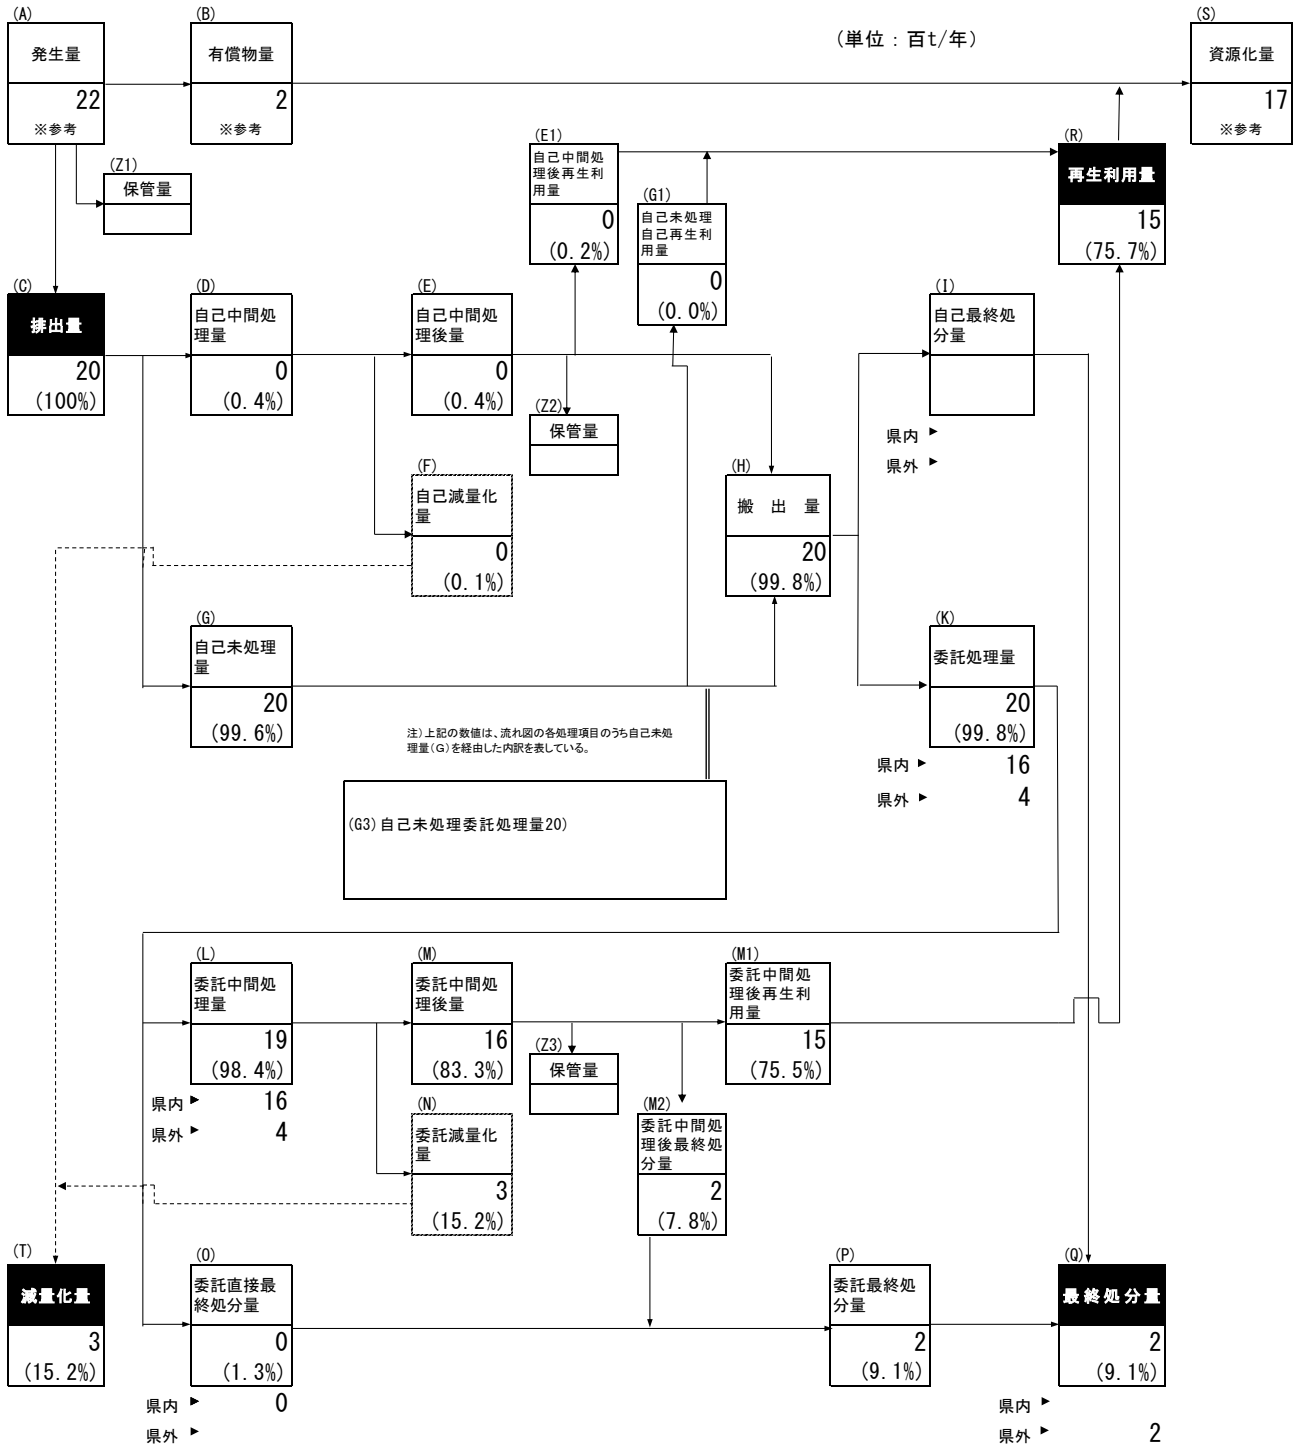 (A)
発生量
22
※参考
(B)
有償物量
2
※参考
(単位：百t/年)
(S)
資源化量
17
※参考
(Z1)
保管量
(E1)
自己中間処
理後再生利
用量
0
(0.2%)
(G1)
自己未処理
自己再生利
用量
0
(0.0%)
(R)
再生利用量
15
(75.7%)
(C)
排出量
20
(100%)
(D)
自己中間処
理量
0
(0.4%)
(E)
自己中間処
理後量
0
(0.4%)
(Z2)
保管量
(I)
自己最終処
分量
県内
県外
(F)
自己減量化
量
0
(0.1%)
(H)
搬 出 量
20
(99.8%)
(G)
自己未処理
量
20
(99.6%)
(K)
委託処理量
20
(99.8%)
県内 16
県外 4
注)上記の数値は、流れ図の各処理項目のうち自己未処
理量(G)を経由した内訳を表している。
(G3)自己未処理委託処理量20)
(L)
委託中間処
理量
19
(98.4%)
県内 16
県外 4
(M)
委託中間処
理後量
16
(83.3%)
(Z3)
保管量
(M1)
委託中間処
理後再生利
用量
15
(75.5%)
(N)
委託減量化
量
3
(15.2%)
(M2)
委託中間処
理後最終処
分量
2
(7.8%)
(T)
減量化量
3
(15.2%)
(O)
委託直接最
終処分量
0
(1.3%)
県内 0
県外
(P)
委託最終処
分量
2
(9.1%)
(Q)
最終処分量
2
(9.1%)
県内
県外 2